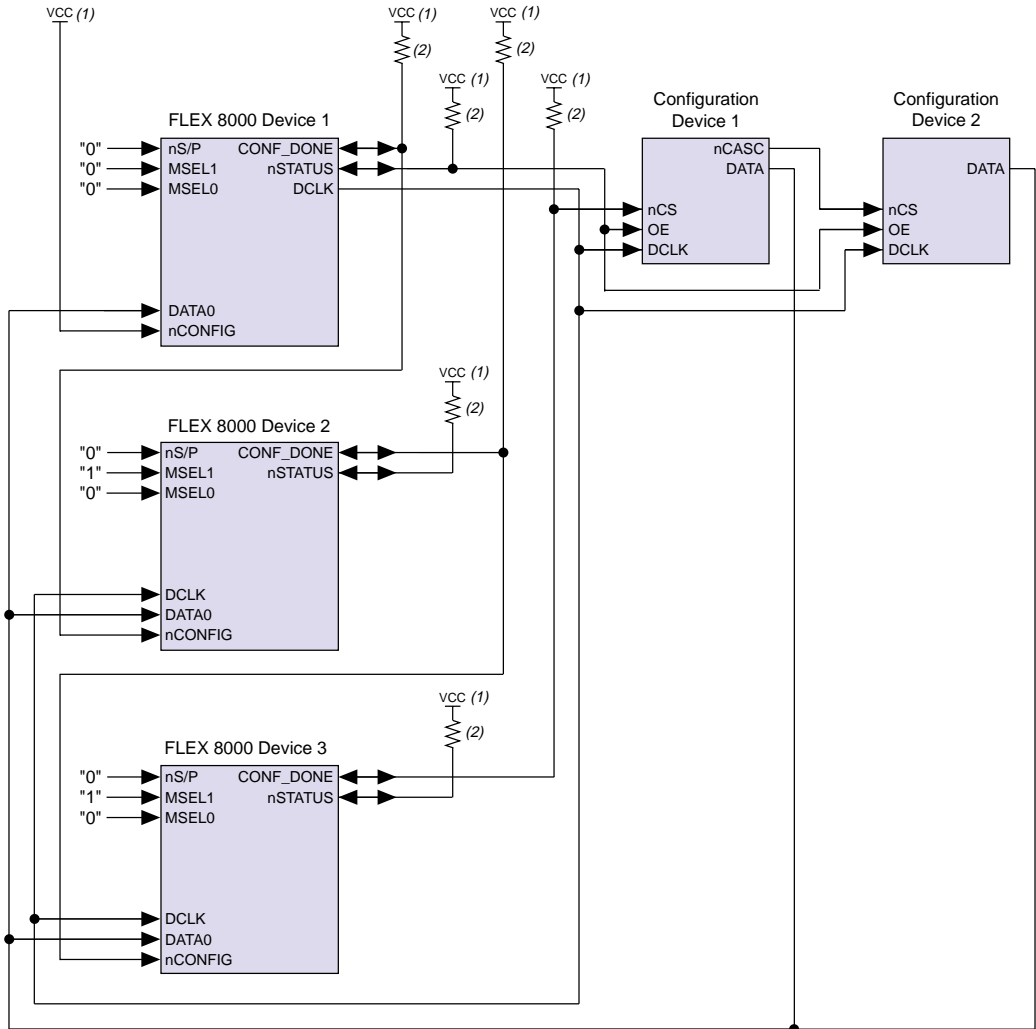 VCC (1)
VCC (1)
VCC (1)
(2)
(2)
VCC (1)
(2)
VCC (1)
(2)
FLEX 8000 Device 1
"0"
nS/P
CONF_DONE
"0"
MSEL1
nSTATUS
"0"
MSEL0
DCLK
DATA0
nCONFIG
Configuration
Device 1
nCASC
DATA
nCS
OE
DCLK
Configuration
Device 2
DATA
nCS
OE
DCLK
VCC (1)
(2)
FLEX 8000 Device 2
"0"
nS/P
CONF_DONE
"1"
MSEL1
nSTATUS
"0"
MSEL0
DCLK
DATA0
nCONFIG
VCC (1)
(2)
FLEX 8000 Device 3
"0"
nS/P
CONF_DONE
"1"
MSEL1
nSTATUS
"0"
MSEL0
DCLK
DATA0
nCONFIG